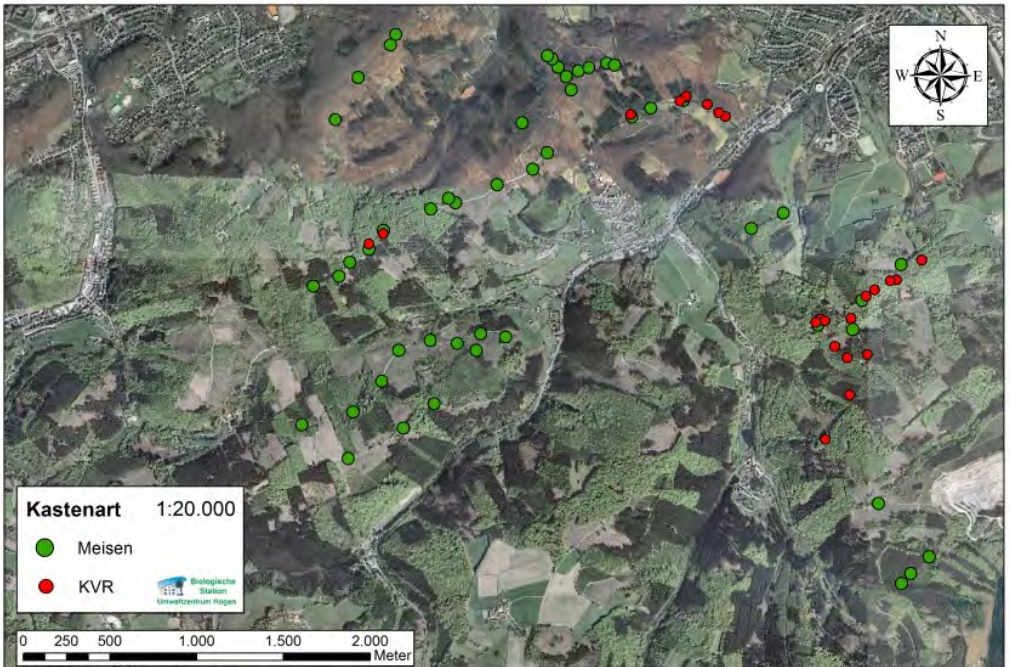 N
W E
S
Kastenart 1:20.000
Meisen
KVR
Biologische
Station
Umweltzentrum Hagen
0 250 500 1.000 1.500 2.000
Meter